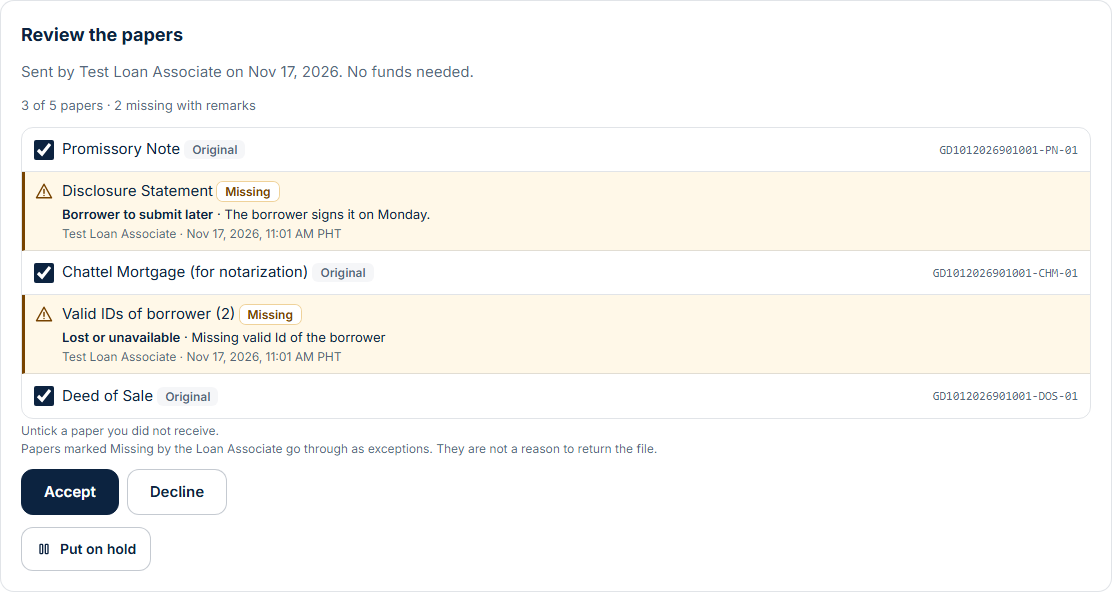 Review the papers
Sent by Test Loan Associate on Nov 17, 2026. No funds needed.
3 of 5 papers · 2 missing with remarks
Promissory Note Original GD1012026901001-PN-01
Disclosure Statement Missing
Borrower to submit later · The borrower signs it on Monday.
Test Loan Associate · Nov 17, 2026, 11:01 AM PHT
Chattel Mortgage (for notarization) Original GD1012026901001-CHM-01
Valid IDs of borrower (2) Missing
Lost or unavailable · Missing valid Id of the borrower
Test Loan Associate · Nov 17, 2026, 11:01 AM PHT
Deed of Sale Original GD1012026901001-DOS-01
Untick a paper you did not receive.
Papers marked Missing by the Loan Associate go through as exceptions. They are not a reason to return the file.
Accept Decline
Put on hold